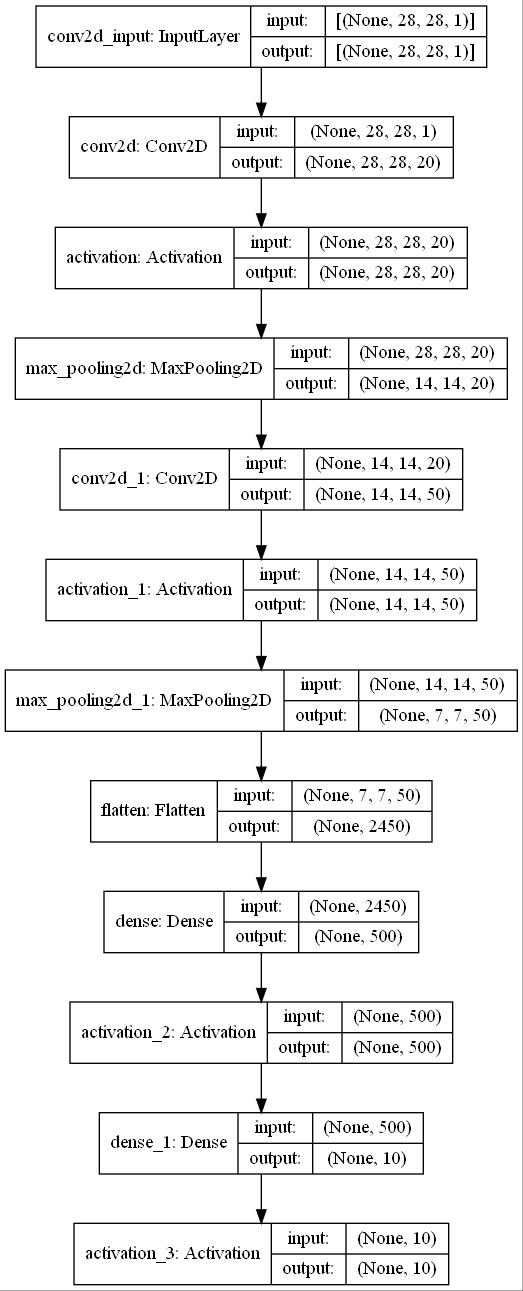 conv2d_input: InputLayer
input: [(None, 28, 28, 1)]
output: [(None, 28, 28, 1)]
conv2d: Conv2D
input: (None, 28, 28, 1)
output: (None, 28, 28, 20)
activation: Activation
input: (None, 28, 28, 20)
output: (None, 28, 28, 20)
max_pooling2d: MaxPooling2D
input: (None, 28, 28, 20)
output: (None, 14, 14, 20)
conv2d_1: Conv2D
input: (None, 14, 14, 20)
output: (None, 14, 14, 50)
activation_1: Activation
input: (None, 14, 14, 50)
output: (None, 14, 14, 50)
max_pooling2d_1: MaxPooling2D
input: (None, 14, 14, 50)
output: (None, 7, 7, 50)
flatten: Flatten
input: (None, 7, 7, 50)
output: (None, 2450)
dense: Dense
input: (None, 2450)
output: (None, 500)
activation_2: Activation
input: (None, 500)
output: (None, 500)
dense_1: Dense
input: (None, 500)
output: (None, 10)
activation_3: Activation
input: (None, 10)
output: (None, 10)